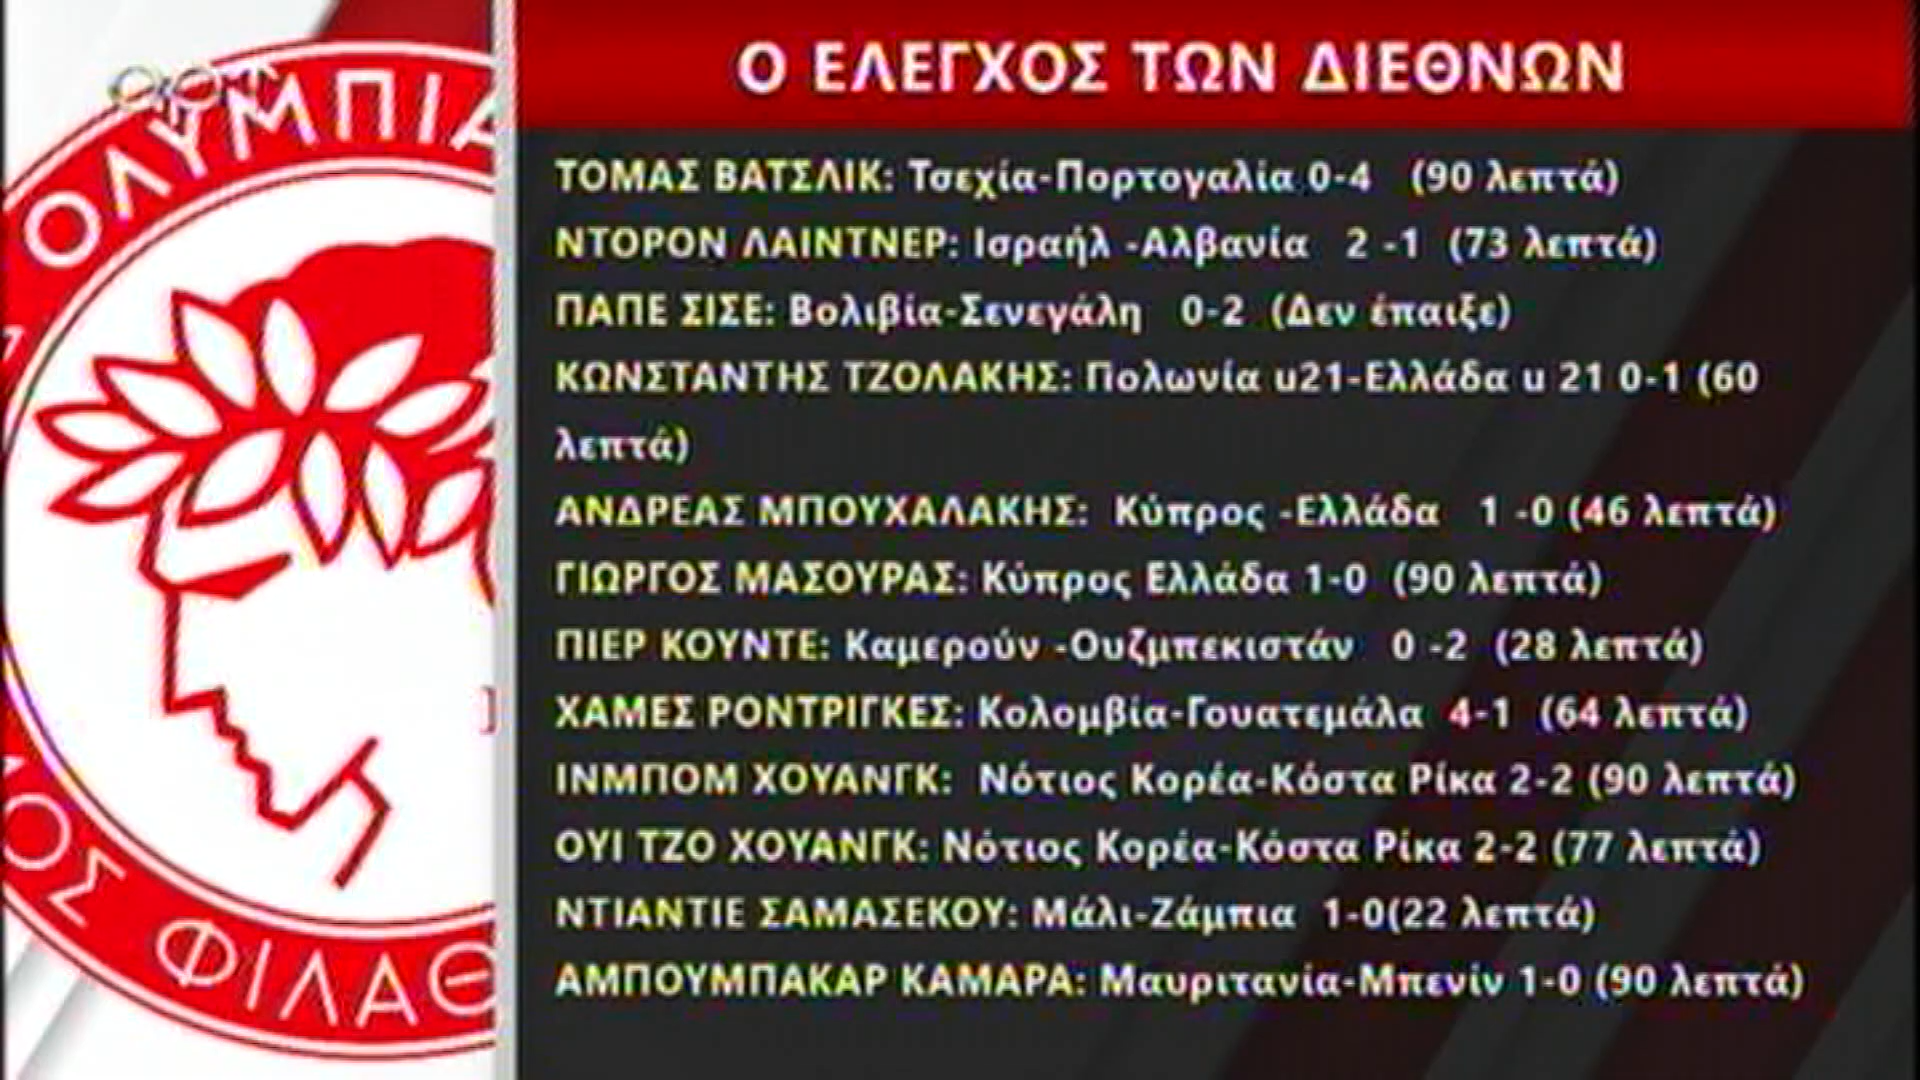 Ο ΕΛΕΓΧΟΣ ΤΩΝ ΔΙΕΘΝΩΝ
ΟΛΥΜΠΙΑ
ΟΣ ΦΙΛΑΘ
ΤΟΜΑΣ ΒΑΤΣΛΙΚ: Τσεχία-Πορτογαλία 0-4 (90 λεπτά)
ΝΤΟΡΟΝ ΛΑΙΝΤΝΕΡ: Ισραήλ -Αλβανία 2 -1 (73 λεπτά)
ΠΑΠΕ ΣΙΣΕ: Βολιβία-Σενεγάλη 0-2 (Δεν έπαιξε)
ΚΩΝΣΤΑΝΤΗΣ ΤΖΟΛΑΚΗΣ: Πολωνία u21-Ελλάδα u 21 0-1 (60
λεπτά)
ΑΝΔΡΕΑΣ ΜΠΟΥΧΑΛΑΚΗΣ: Κύπρος -Ελλάδα 1 -0 (46 λεπτά)
ΓΙΩΡΓΟΣ ΜΑΣΟΥΡΑΣ: Κύπρος Ελλάδα 1-0 (90 λεπτά)
ΠΙΕΡ ΚΟΥΝΤΕ: Καμερούν -Ουζμπεκιστάν 0 -2 (28 λεπτά)
ΧΑΜΕΣ ΡΟΝΤΡΙΓΚΕΣ: Κολομβία-Γουατεμάλα 4-1 (64 λεπτά)
ΙΝΜΠΟΜ ΧΟΥΑΝΓΚ: Νότιος Κορέα-Κόστα Ρίκα 2-2 (90 λεπτά)
ΟΥΙ ΤΖΟ ΧΟΥΑΝΓΚ: Νότιος Κορέα-Κόστα Ρίκα 2-2 (77 λεπτά)
ΝΤΙΑΝΤΙΕ ΣΑΜΑΣΕΚΟΥ: Μάλι-Ζάμπια 1-0(22 λεπτά)
ΑΜΠΟΥΜΠΑΚΑΡ ΚΑΜΑΡΑ: Μαυριτανία-Μπενίν 1-0 (90 λεπτά)